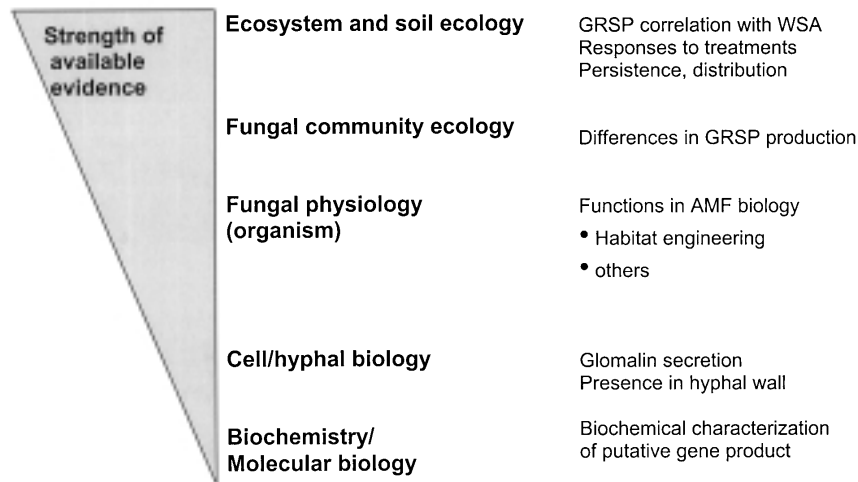 Strength of
available
evidence
Ecosystem and soil ecology
GRSP correlation with WSA
Responses to treatments
Persistence, distribution
Fungal community ecology
Differences in GRSP production
Fungal physiology
(organism)
Functions in AMF biology
• Habitat engineering
• others
Cell/hyphal biology
Glomalin secretion
Presence in hyphal wall
Biochemistry/
Molecular biology
Biochemical characterization
of putative gene product